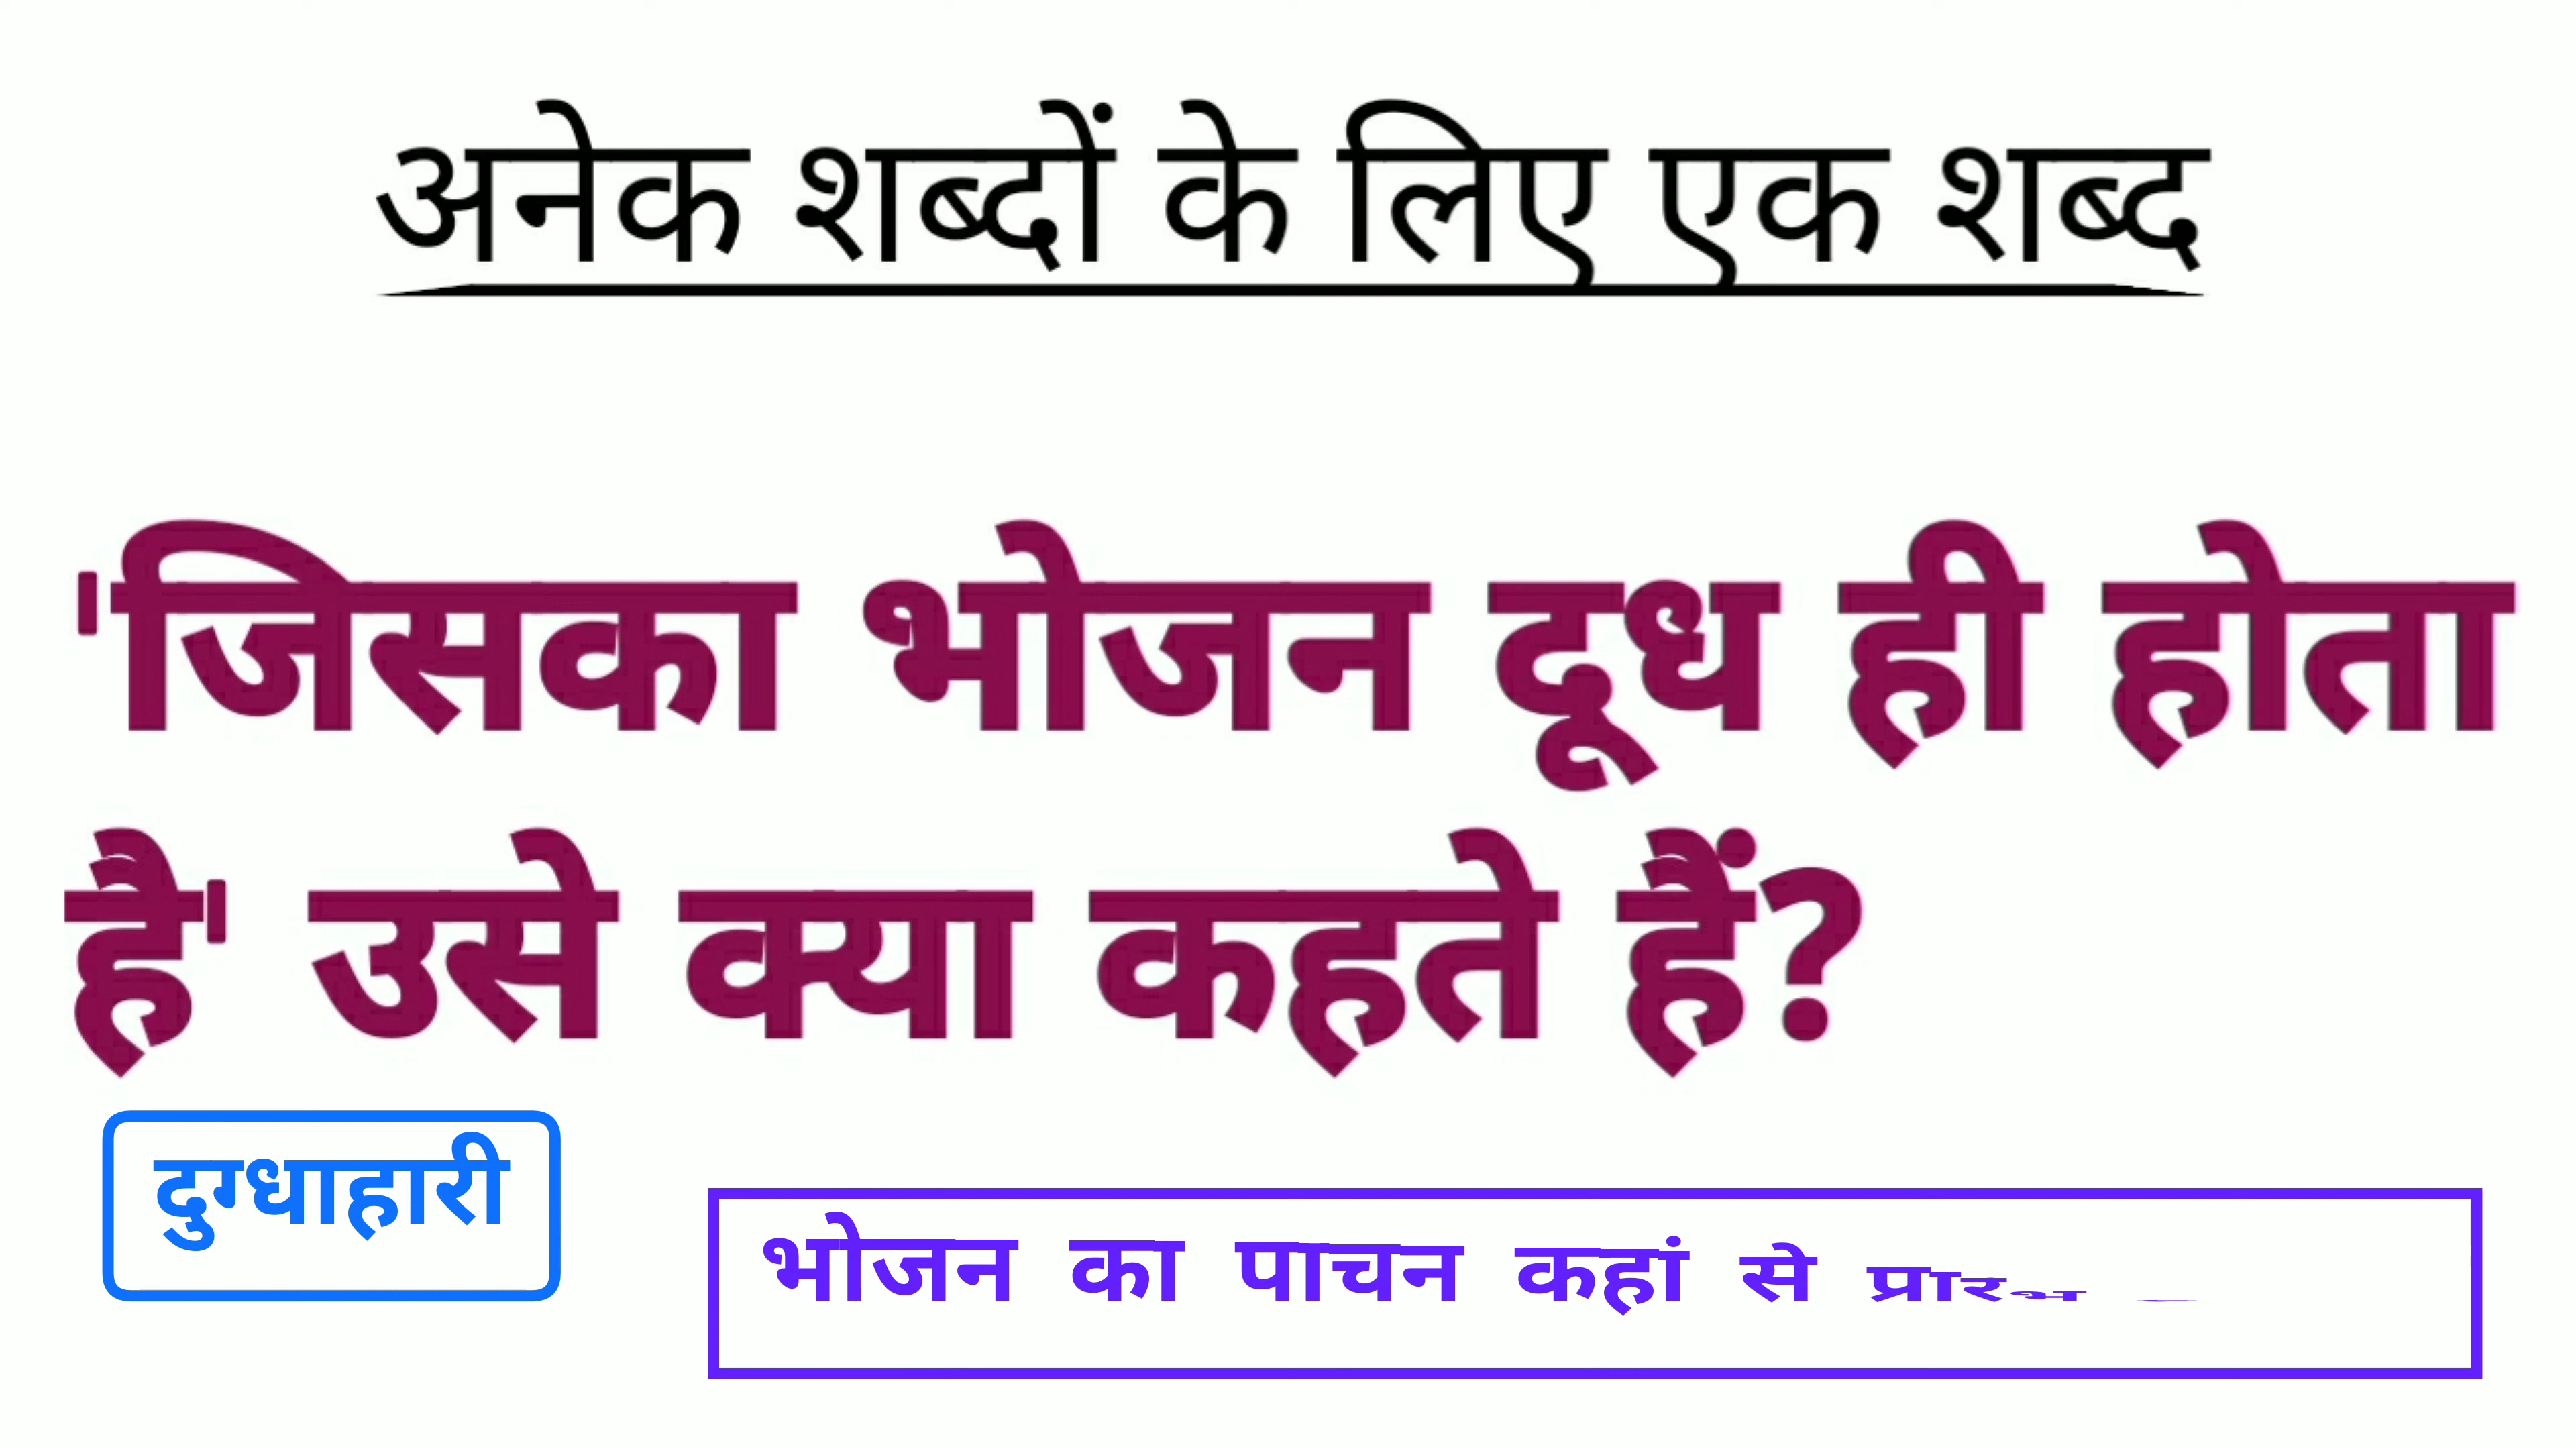 अनेक शब्दों के लिए एक शब्द
'जिसका भोजन दूध ही होता
है' उसे क्या कहते हैं?
दुग्धाहारी
भोजन का पाचन कहां से